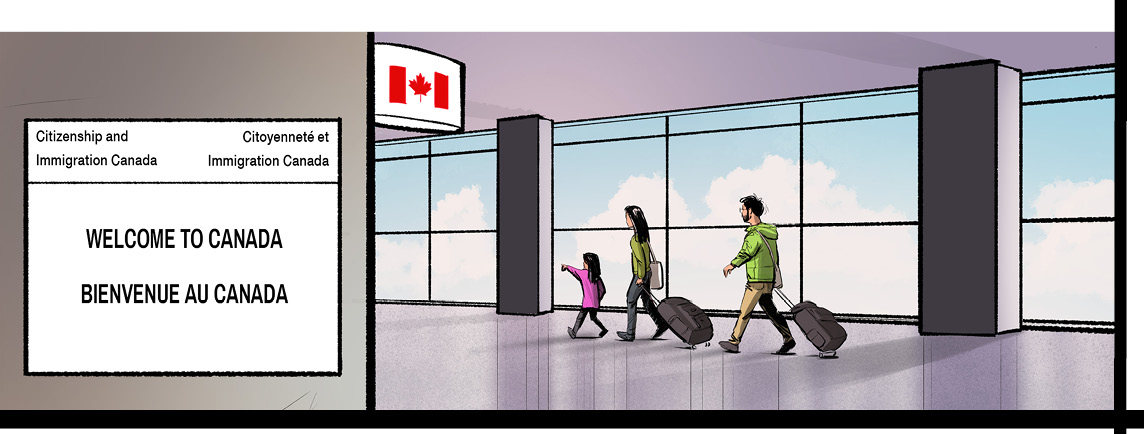 Citizenship and
Immigration Canada
Citoyenneté et
Immigration Canada
WELCOME TO CANADA
BIENVENUE AU CANADA